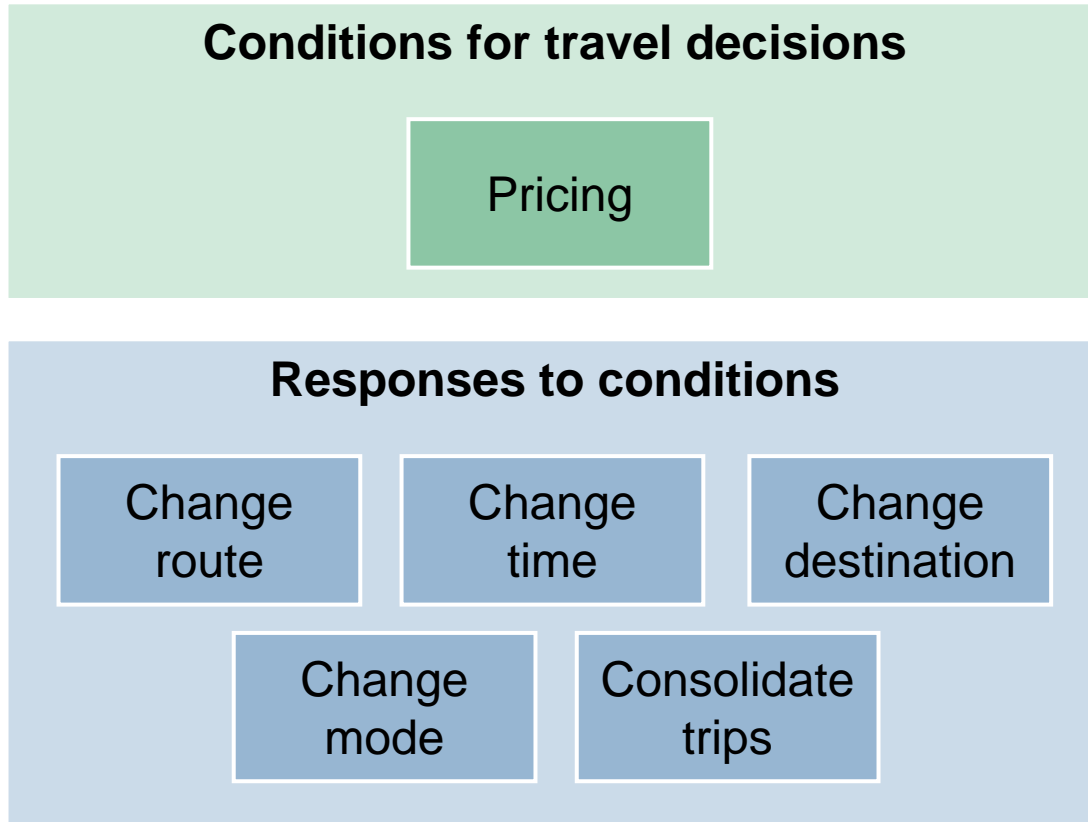 Conditions for travel decisions
Pricing
Responses to conditions
Change
route
Change
time
Change
destination
Change
mode
Consolidate
trips